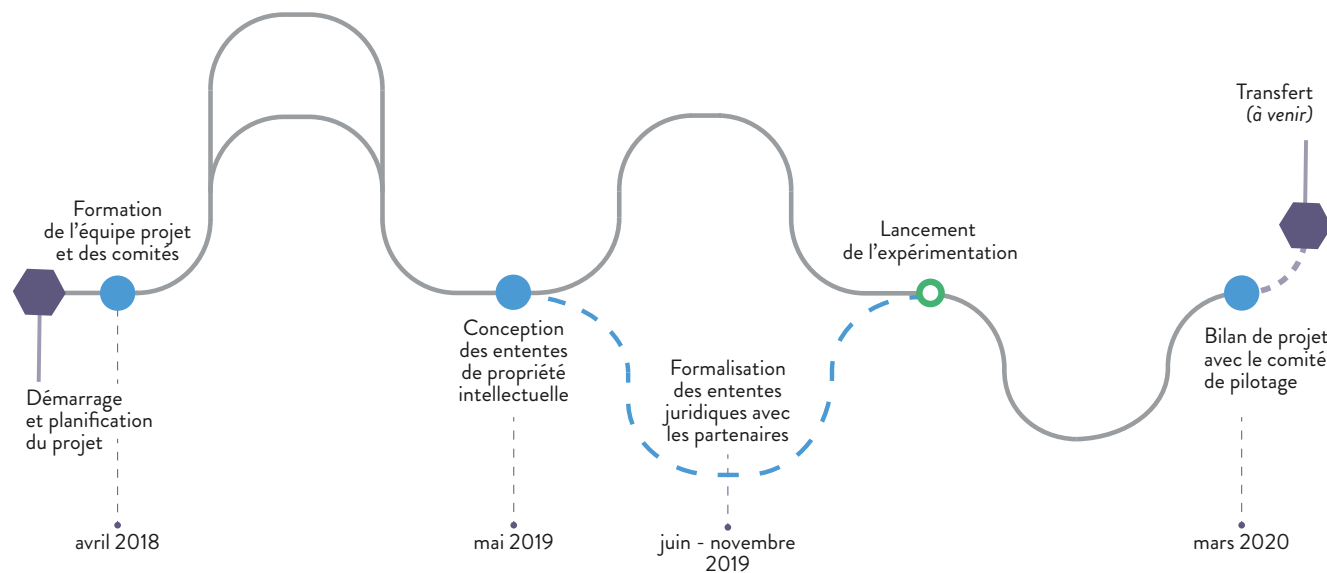 Démarrage
et planification
du projet
Formation
de l'équipe projet
et des comités
avril 2018
Conception
des ententes
de propriété
intellectuelle
mai 2019
Formalisation
des ententes
juridiques avec
les partenaires
juin - novembre
2019
Lancement
de l'expérimentation
Bilan de projet
avec le comité
de pilotage
mars 2020
Transfert
(à venir)